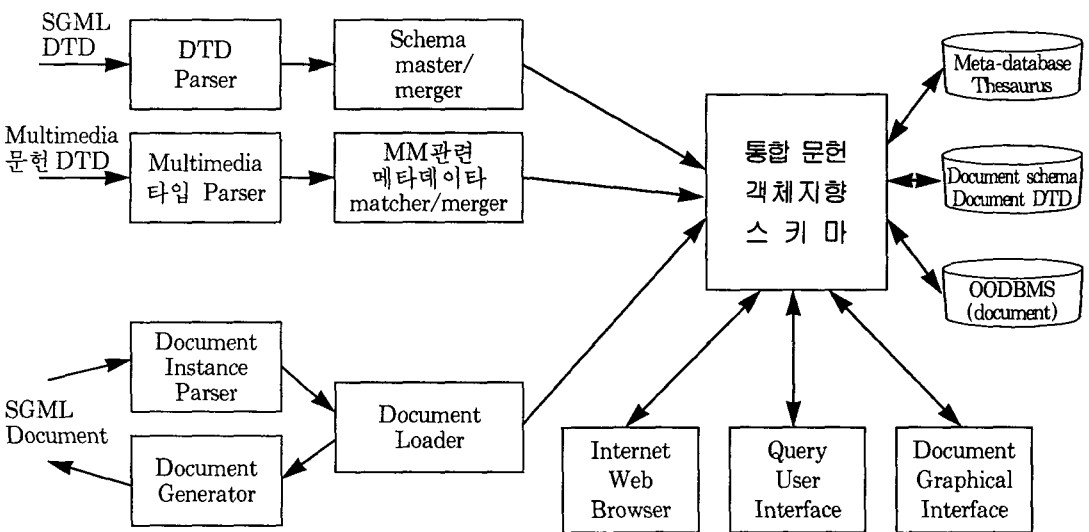 SGML
DTD
DTD
Parser
Schema
master/
merger
Multimedia
문헌 DTD
Multimedia
타입 Parser
MM관련
메타데이타
matcher/merger
통합 문헌
객체지향
스 키 마
Meta-database
Thesaurus
Document schema
Document DTD
OODBMS
(document)
SGML
Document
Document
Instance
Parser
Document
Generator
Document
Loader
Internet
Web
Browser
Query
User
Interface
Document
Graphical
Interface